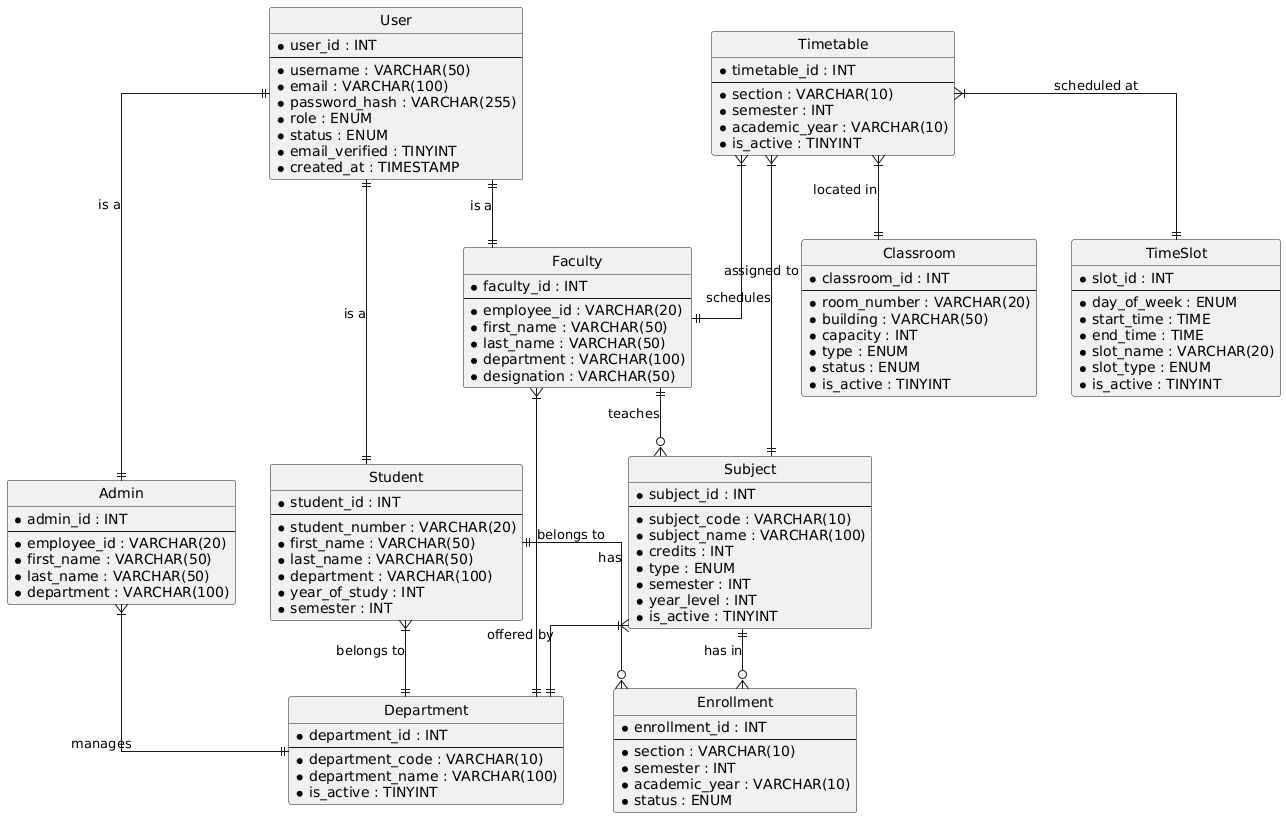 User
user_id : INT
username : VARCHAR(50)
email : VARCHAR(100)
password_hash : VARCHAR(255)
role : ENUM
status : ENUM
email_verified : TINYINT
created_at : TIMESTAMP
Timetable
timetable_id : INT
section : VARCHAR(10)
semester : INT
academic_year : VARCHAR(10)
is_active : TINYINT
scheduled at
is a
is a
located in
is a
Faculty
faculty_id : INT
employee_id : VARCHAR(20)
first_name : VARCHAR(50)
last_name : VARCHAR(50)
department : VARCHAR(100)
designation : VARCHAR(50)
assigned to
schedules
Classroom
classroom_id : INT
room_number : VARCHAR(20)
building : VARCHAR(50)
capacity : INT
type : ENUM
status : ENUM
is_active : TINYINT
TimeSlot
slot_id : INT
day_of_week : ENUM
start_time : TIME
end_time : TIME
slot_name : VARCHAR(20)
slot_type : ENUM
is_active : TINYINT
teaches
Admin
admin_id : INT
employee_id : VARCHAR(20)
first_name : VARCHAR(50)
last_name : VARCHAR(50)
department : VARCHAR(100)
Student
student_id : INT
student_number : VARCHAR(20)
first_name : VARCHAR(50)
last_name : VARCHAR(50)
department : VARCHAR(100)
year_of_study : INT
semester : INT
belongs to
has
Subject
subject_id : INT
subject_code : VARCHAR(10)
subject_name : VARCHAR(100)
credits : INT
type : ENUM
semester : INT
year_level : INT
is_active : TINYINT
offered by
belongs to
has in
manages
Department
department_id : INT
department_code : VARCHAR(10)
department_name : VARCHAR(100)
is_active : TINYINT
Enrollment
enrollment_id : INT
section : VARCHAR(10)
semester : INT
academic_year : VARCHAR(10)
status : ENUM